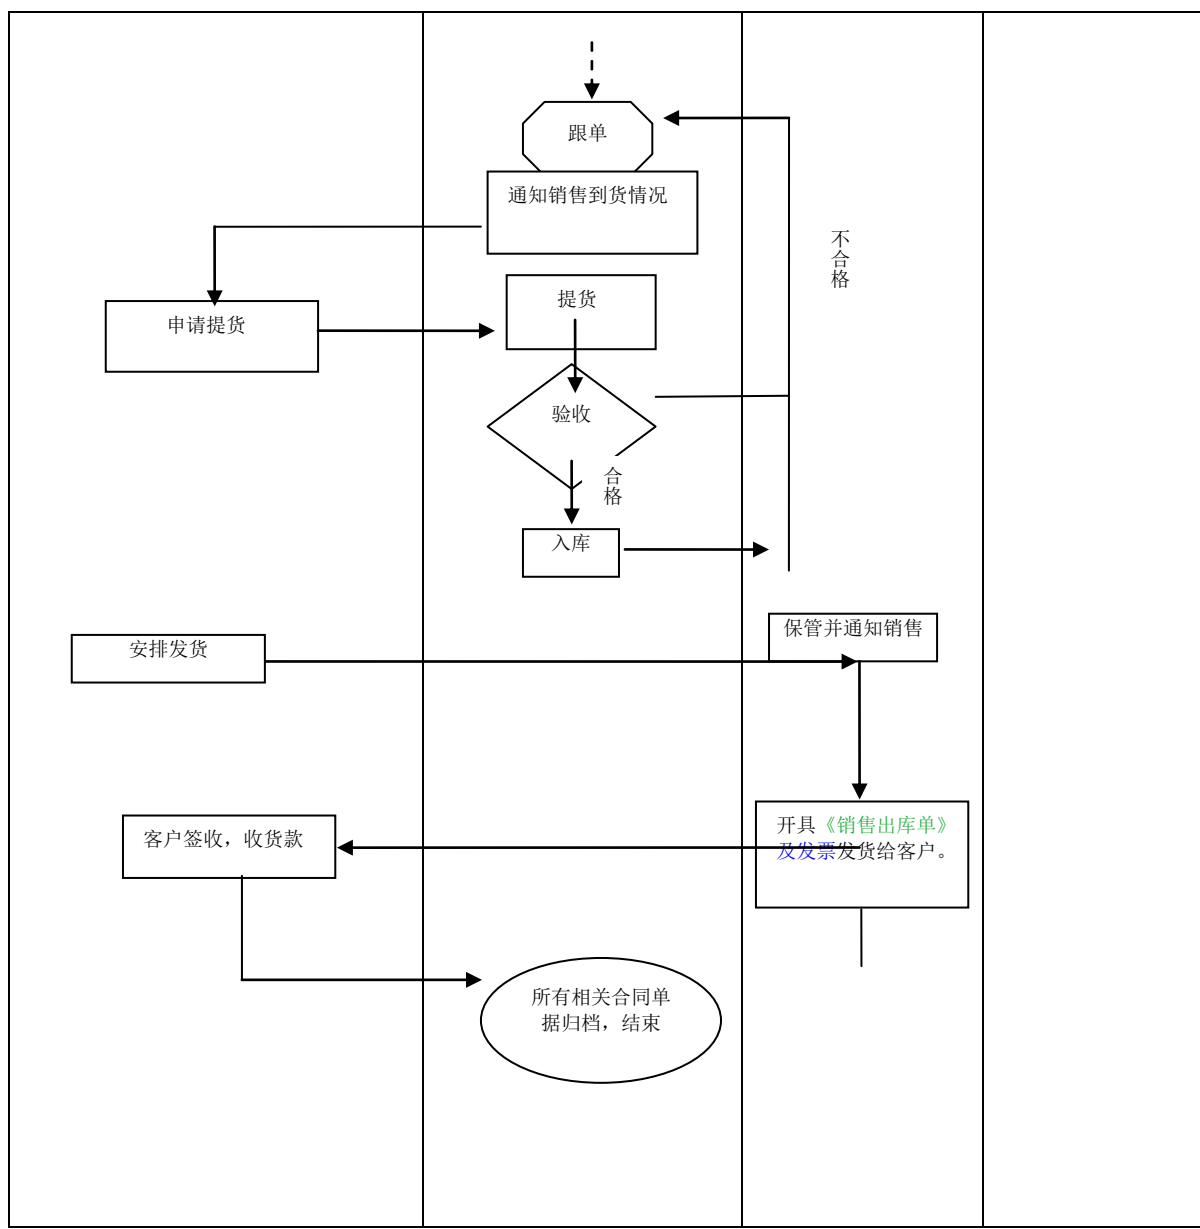 跟单
通知销售到货情况
不合格
提货
申请提货
验收
合格
入库
保管并通知销售
安排发货
开具《销售出库单》
及发票发货给客户。
客户签收，收货款
所有相关合同单
据归档，结束